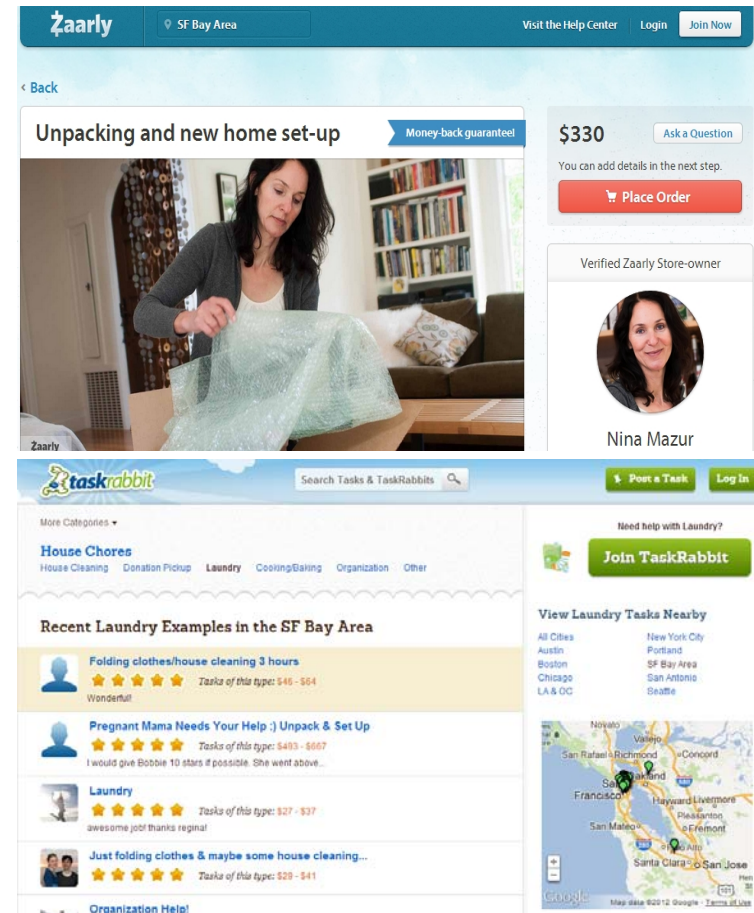 Zaarly
SF Bay Area
Visit the Help Center
Login
Join Now
‹ Back
Unpacking and new home set-up
Money-back guarantee!
$330
Ask a Question
You can add details in the next step.
Place Order
Verified Zaarly Store-owner
Zaarly
Nina Mazur
taskrabbit
Search Tasks & TaskRabbits
Post a Task
Log In
More Categories
House Chores
House Cleaning Donation Pickup Laundry Cooking/Baking Organization Other
Need help with Laundry?
Join TaskRabbit
Recent Laundry Examples in the SF Bay Area
Folding clothes/house cleaning 3 hours
Tasks of this type: $46 - $64
Wonderful!
Pregnant Mama Needs Your Help :) Unpack & Set Up
Tasks of this type: $493 - $667
I would give Bobbie 10 stars if possible. She went above...
Laundry
Tasks of this type: $27 - $37
awesome job! thanks regina!
Just folding clothes & maybe some house cleaning...
Tasks of this type: $29 - $41
Organization Help!
View Laundry Tasks Nearby
All Cities New York City
Austin Portland
Boston SF Bay Area
Chicago San Antonio
LA & OC Seattle
Novato
Vallejo
San Rafael Richmond Concord
Francisco
Hayward Livermore
Pleasanton
San Mateo Fremont
Santa Clara San Jose
Google Map data ©2012 Google - Terms of Use